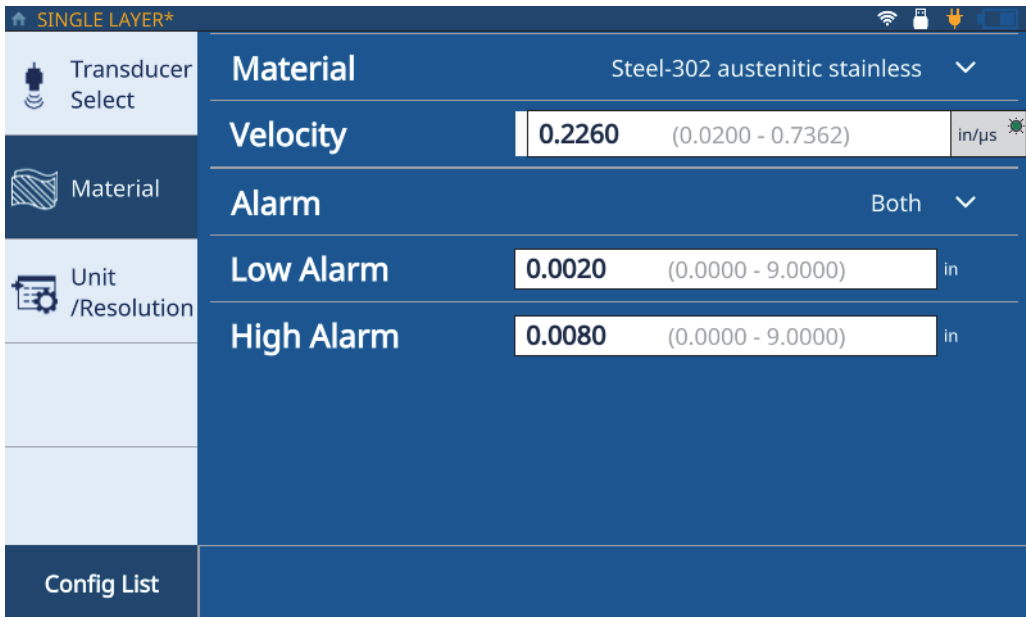 SINGLE LAYER*
Transducer
Select
Material
Unit
/Resolution
Config List
Material Steel-302 austenitic stainless
Velocity 0.2260 (0.0200 - 0.7362) in/µs
Alarm Both
Low Alarm 0.0020 (0.0000 - 9.0000) in
High Alarm 0.0080 (0.0000 - 9.0000) in